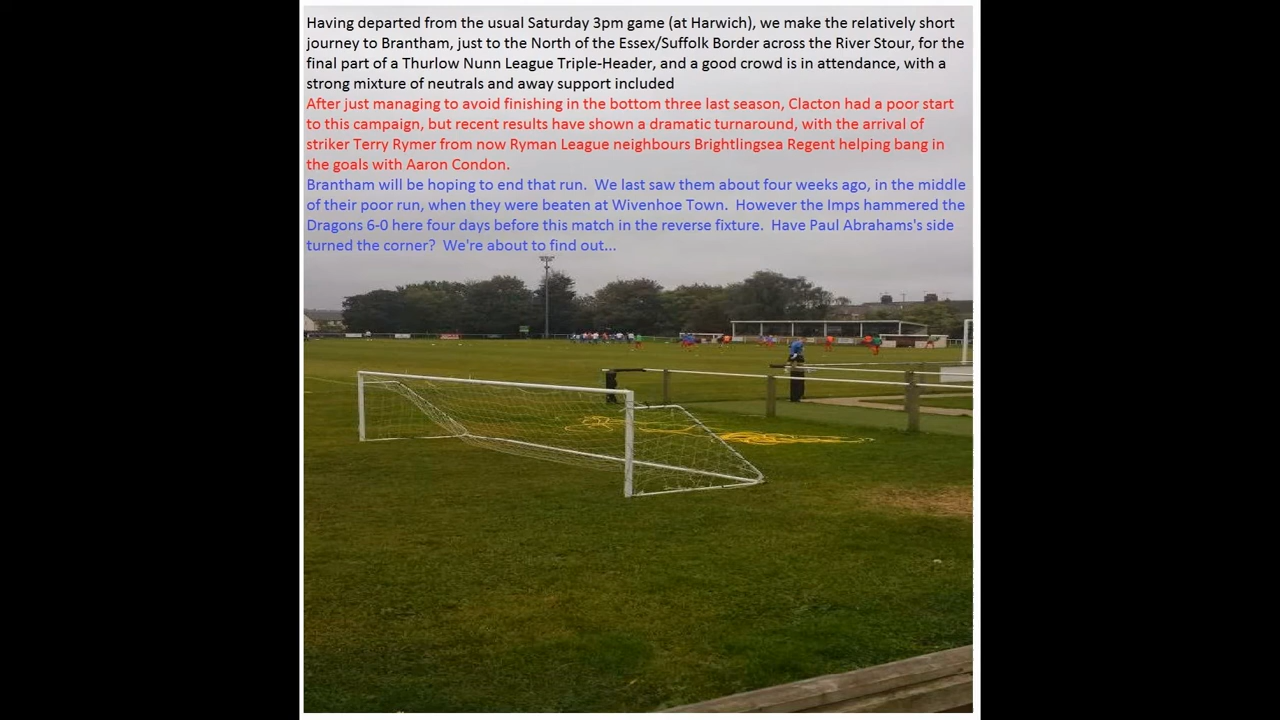 Having departed from the usual Saturday 3pm game (at Harwich), we make the relatively short
journey to Brantham, just to the North of the Essex/Suffolk Border across the River Stour, for the
final part of a Thurlow Nunn League Triple-Header, and a good crowd is in attendance, with a
strong mixture of neutrals and away support included
After just managing to avoid finishing in the bottom three last season, Clacton had a poor start
to this campaign, but recent results have shown a dramatic turnaround, with the arrival of
striker Terry Rymer from now Ryman League neighbours Brightlingsea Regent helping bang in
the goals with Aaron Condon.
Brantham will be hoping to end that run.  We last saw them about four weeks ago, in the middle
of their poor run, when they were beaten at Wivenhoe Town.  However the Imps hammered the
Dragons 6-0 here four days before this match in the reverse fixture.  Have Paul Abrahams's side
turned the corner?  We're about to find out...